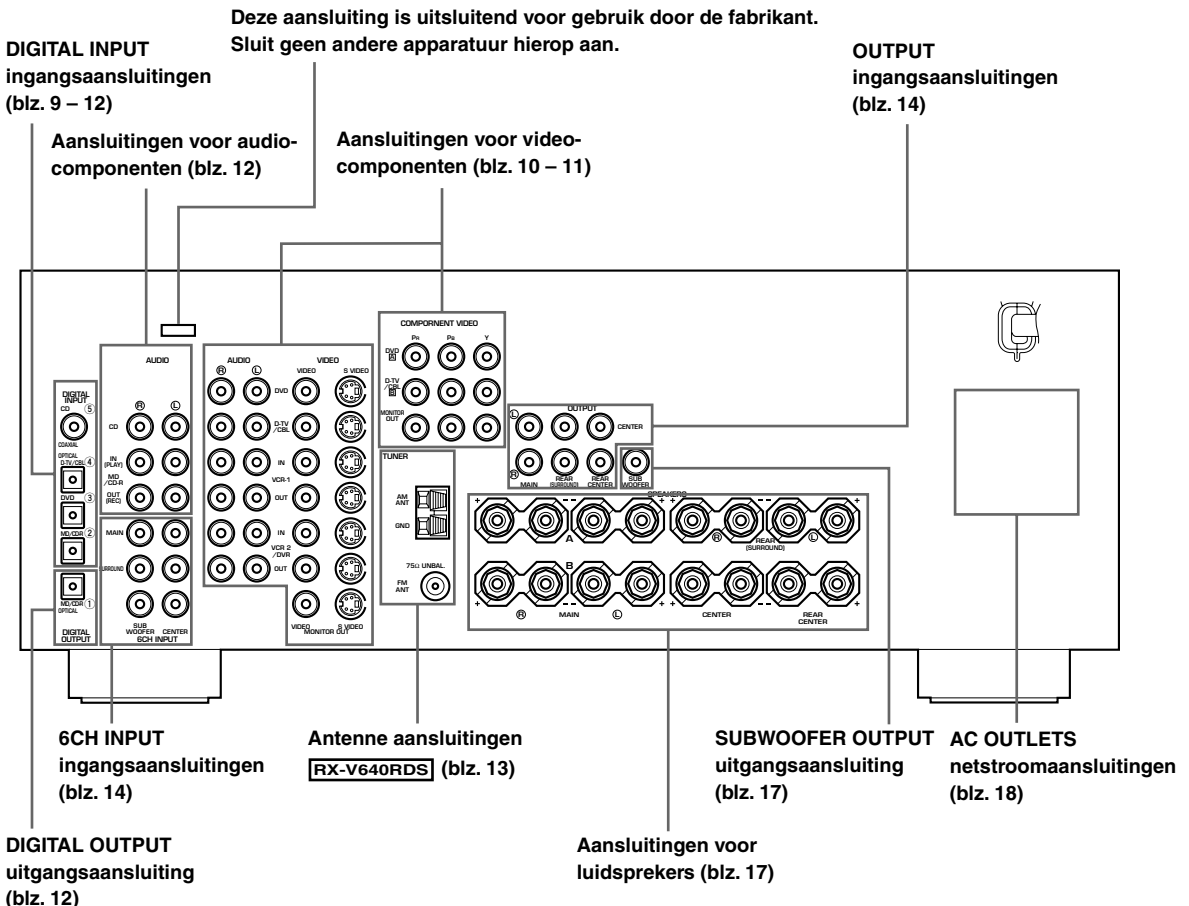 Deze aansluiting is uitsluitend voor gebruik door de fabrikant.
Sluit geen andere apparatuur hierop aan.
DIGITAL INPUT
ingangsaansluitingen
(blz. 9 – 12)
OUTPUT
ingangsaansluitingen
(blz. 14)
Aansluitingen voor audio-
componenten (blz. 12)
Aansluitingen voor video-
componenten (blz. 10 – 11)
DIGITAL
INPUT
CD ⑤
COAXIAL
OPTICAL
D-TV/CBL ④
DVD ③
MD/CD-R ②
MD/CD-R ①
OPTICAL
DIGITAL
OUTPUT
AUDIO
Ⓡ Ⓛ
CD
IN
(PLAY)
MD
/CD-R
OUT
(REC)
MAIN
SURROUND
SUB
WOOFER CENTER
6CH INPUT
AUDIO VIDEO
Ⓡ Ⓛ VIDEO S VIDEO
DVD
D-TV
/CBL
IN
VCR-1
OUT
IN
VCR 2
/DVR
OUT
VIDEO S VIDEO
MONITOR OUT
COMPORNENT VIDEO
PR PB Y
DVD
A
D-TV
/CBL
B
MONITOR
OUT
TUNER
AM
ANT
GND
75Ω UNBAL.
FM
ANT
OUTPUT
Ⓛ CENTER
Ⓡ
MAIN REAR
(SURROUND) REAR
CENTER SUB
WOOFER
SPEAKERS
+ - - + + - - +
A Ⓡ REAR
(SURROUND) Ⓛ
B
+ - - + + - - +
Ⓡ MAIN Ⓛ CENTER REAR
CENTER
6CH INPUT
ingangsaansluitingen
(blz. 14)
Antenne aansluitingen
RX-V640RDS (blz. 13)
SUBWOOFER OUTPUT
uitgangsaansluiting
(blz. 17)
AC OUTLETS
netstroomaansluitingen
(blz. 18)
DIGITAL OUTPUT
uitgangsaansluiting
(blz. 12)
Aansluitingen voor
luidsprekers (blz. 17)